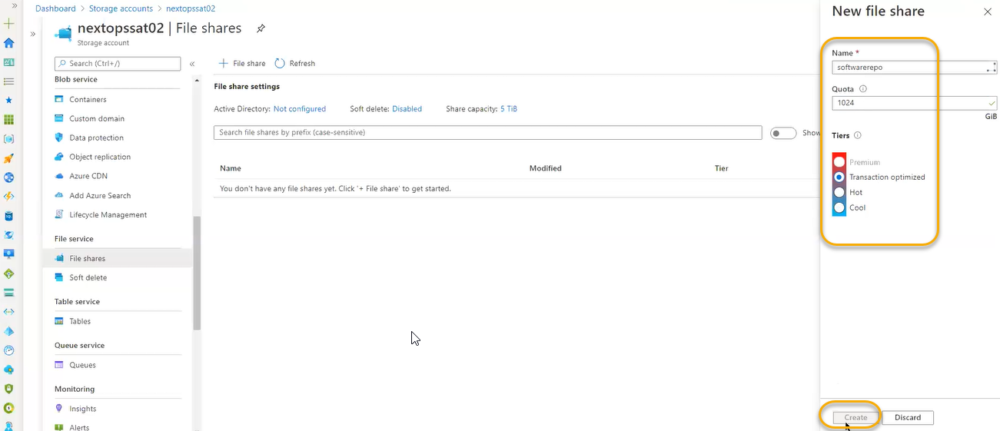 Dashboard > Storage accounts > nextopssat02
nextopssat02 | File shares
Storage account
Search (Ctrl+/)
Blob service
Containers
Custom domain
Data protection
Object replication
Azure CDN
Add Azure Search
Lifecycle Management
File service
File shares
Soft delete
Table service
Tables
Queue service
Queues
Monitoring
Insights
Alerts
+ File share Refresh
File share settings
Active Directory: Not configured Soft delete: Disabled Share capacity: 5 TiB
Search file shares by prefix (case-sensitive)
Show
Name Modified Tier
You don't have any file shares yet. Click '+ File share' to get started.
New file share
Name *
softwarerepo
Quota
1024
GiB
Tiers
Premium
Transaction optimized
Hot
Cool
Create Discard